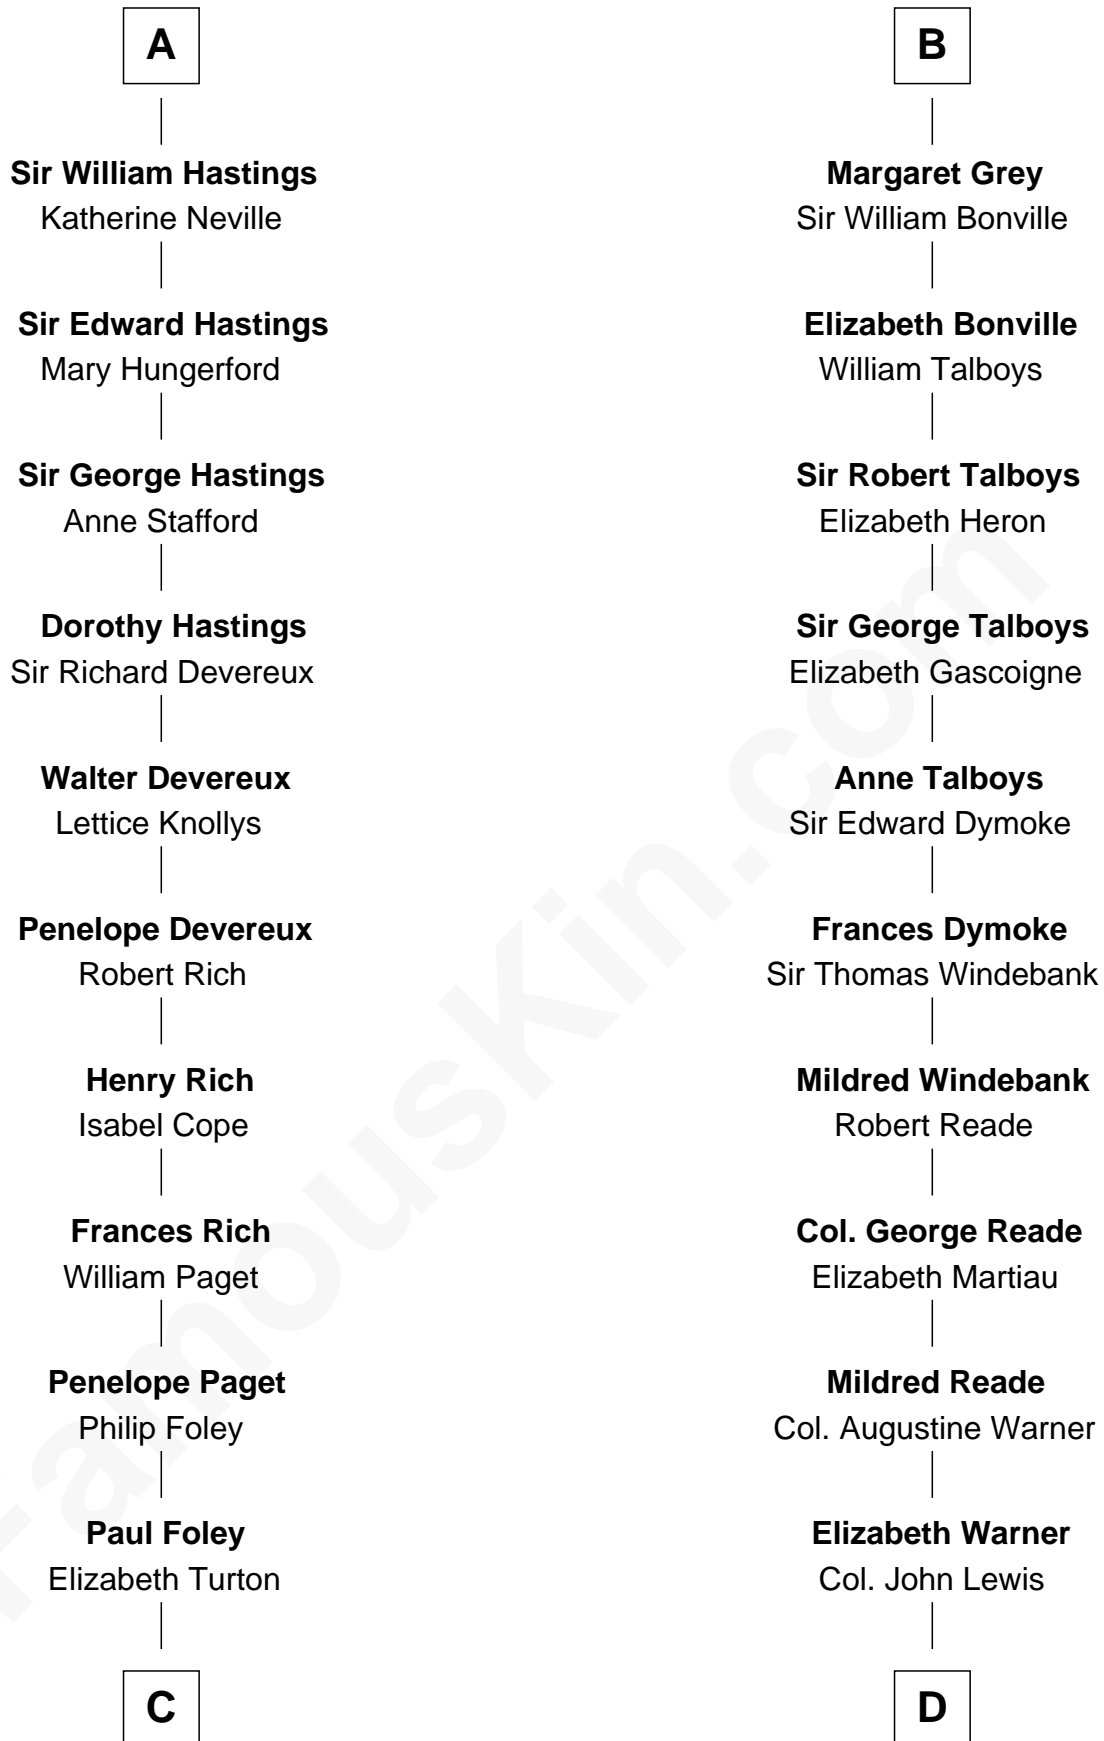 A
Sir William Hastings
Katherine Neville
Sir Edward Hastings
Mary Hungerford
Sir George Hastings
Anne Stafford
Dorothy Hastings
Sir Richard Devereux
Walter Devereux
Lettice Knollys
Penelope Devereux
Robert Rich
Henry Rich
Isabel Cope
Frances Rich
William Paget
Penelope Paget
Philip Foley
Paul Foley
Elizabeth Turton
C
B
Margaret Grey
Sir William Bonville
Elizabeth Bonville
William Talboys
Sir Robert Talboys
Elizabeth Heron
Sir George Talboys
Elizabeth Gascoigne
Anne Talboys
Sir Edward Dymoke
Frances Dymoke
Sir Thomas Windebank
Mildred Windebank
Robert Reade
Col. George Reade
Elizabeth Martiau
Mildred Reade
Col. Augustine Warner
Elizabeth Warner
Col. John Lewis
D
FamousKin.com